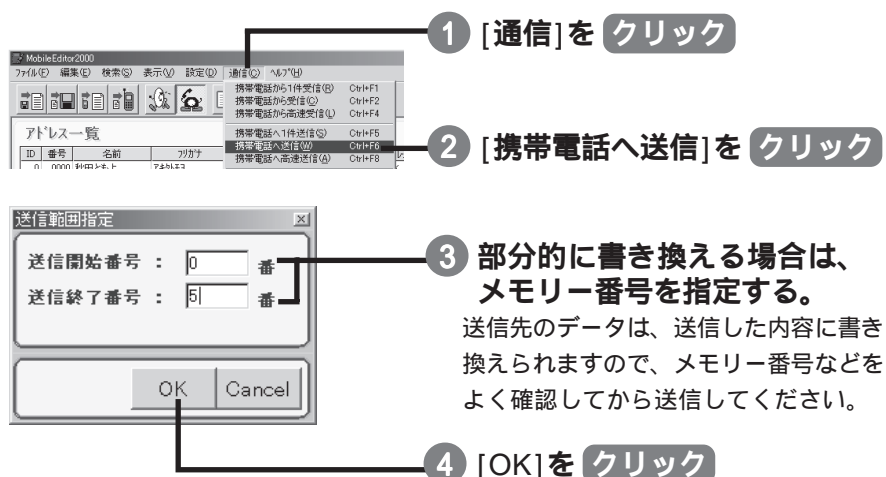 1 [通信]を クリック
MobileEditor2000
ファイル(F) 編集(E) 検索(S) 表示(V) 設定(D) 通信(C) ヘルプ(H)
携帯電話から1件受信(R) Ctrl+F1
携帯電話から受信(C) Ctrl+F2
携帯電話から高速受信(L) Ctrl+F4
携帯電話へ1件送信(S) Ctrl+F5
携帯電話へ送信(W) Ctrl+F6
携帯電話へ高速送信(A) Ctrl+F8
アドレス一覧
ID 番号 名前 フリガナ
0 0000 秋田ともよ アキタトモヨ
2 [携帯電話へ送信]を クリック
送信範囲指定
送信開始番号 : 0 番
送信終了番号 : 5 番
OK Cancel
3 部分的に書き換える場合は、
メモリー番号を指定する。
送信先のデータは、送信した内容に書き
換えられますので、メモリー番号などを
よく確認してから送信してください。
4 [OK]を クリック